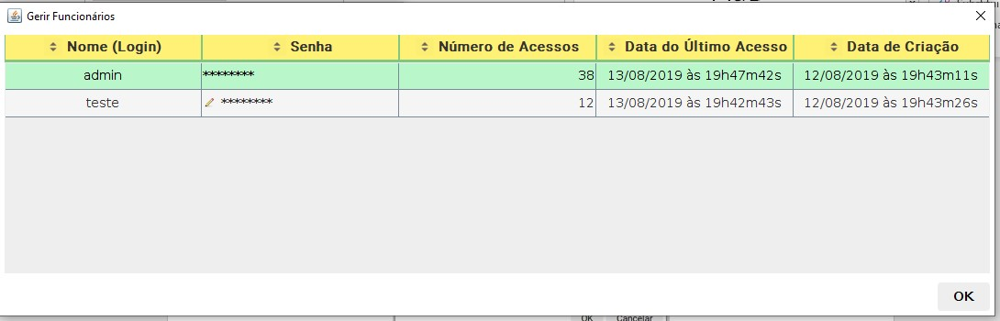 Gerir Funcionários
Nome (Login) Senha Número de Acessos Data do Último Acesso Data de Criação
admin ******** 38 13/08/2019 às 19h47m42s 12/08/2019 às 19h43m11s
teste ******** 12 13/08/2019 às 19h42m43s 12/08/2019 às 19h43m26s
OK
OK Cancelar